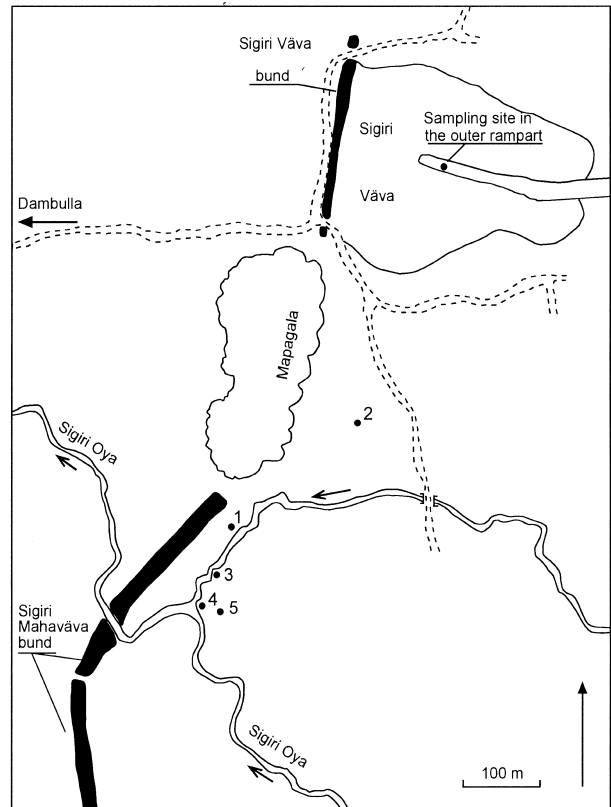 Sigiri Väva
bund
Sigiri
Väva
Sampling site in
the outer rampart
Dambulla
Mapagala
2
Sigiri Oya
1
3
4
5
Sigiri
Mahaväva
bund
Sigiri Oya
100 m